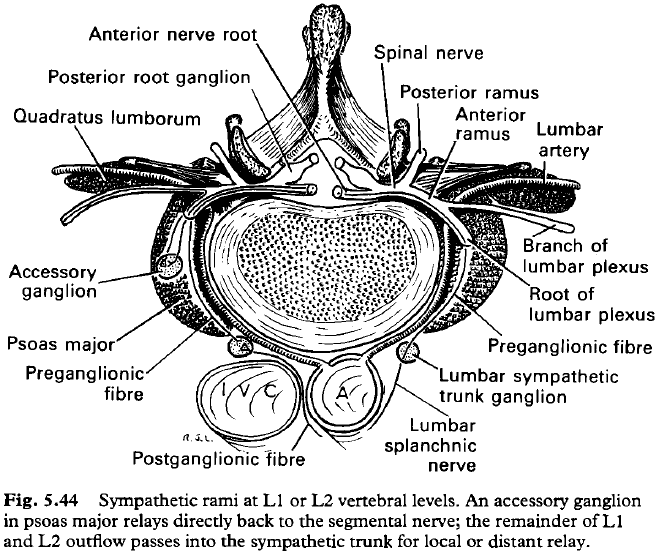 Anterior nerve root
Spinal nerve
Posterior root ganglion
Posterior ramus
Quadratus lumborum
Anterior
ramus
Lumbar
artery
Branch of
lumbar plexus
Accessory
ganglion
Root of
lumbar plexus
Psoas major
Preganglionic fibre
Preganglionic
fibre
Lumbar sympathetic
trunk ganglion
I V C
A
Lumbar
splanchnic
nerve
R.G.L.
Postganglionic fibre
Fig. 5.44 Sympathetic rami at L1 or L2 vertebral levels. An accessory ganglion
in psoas major relays directly back to the segmental nerve; the remainder of L1
and L2 outflow passes into the sympathetic trunk for local or distant relay.